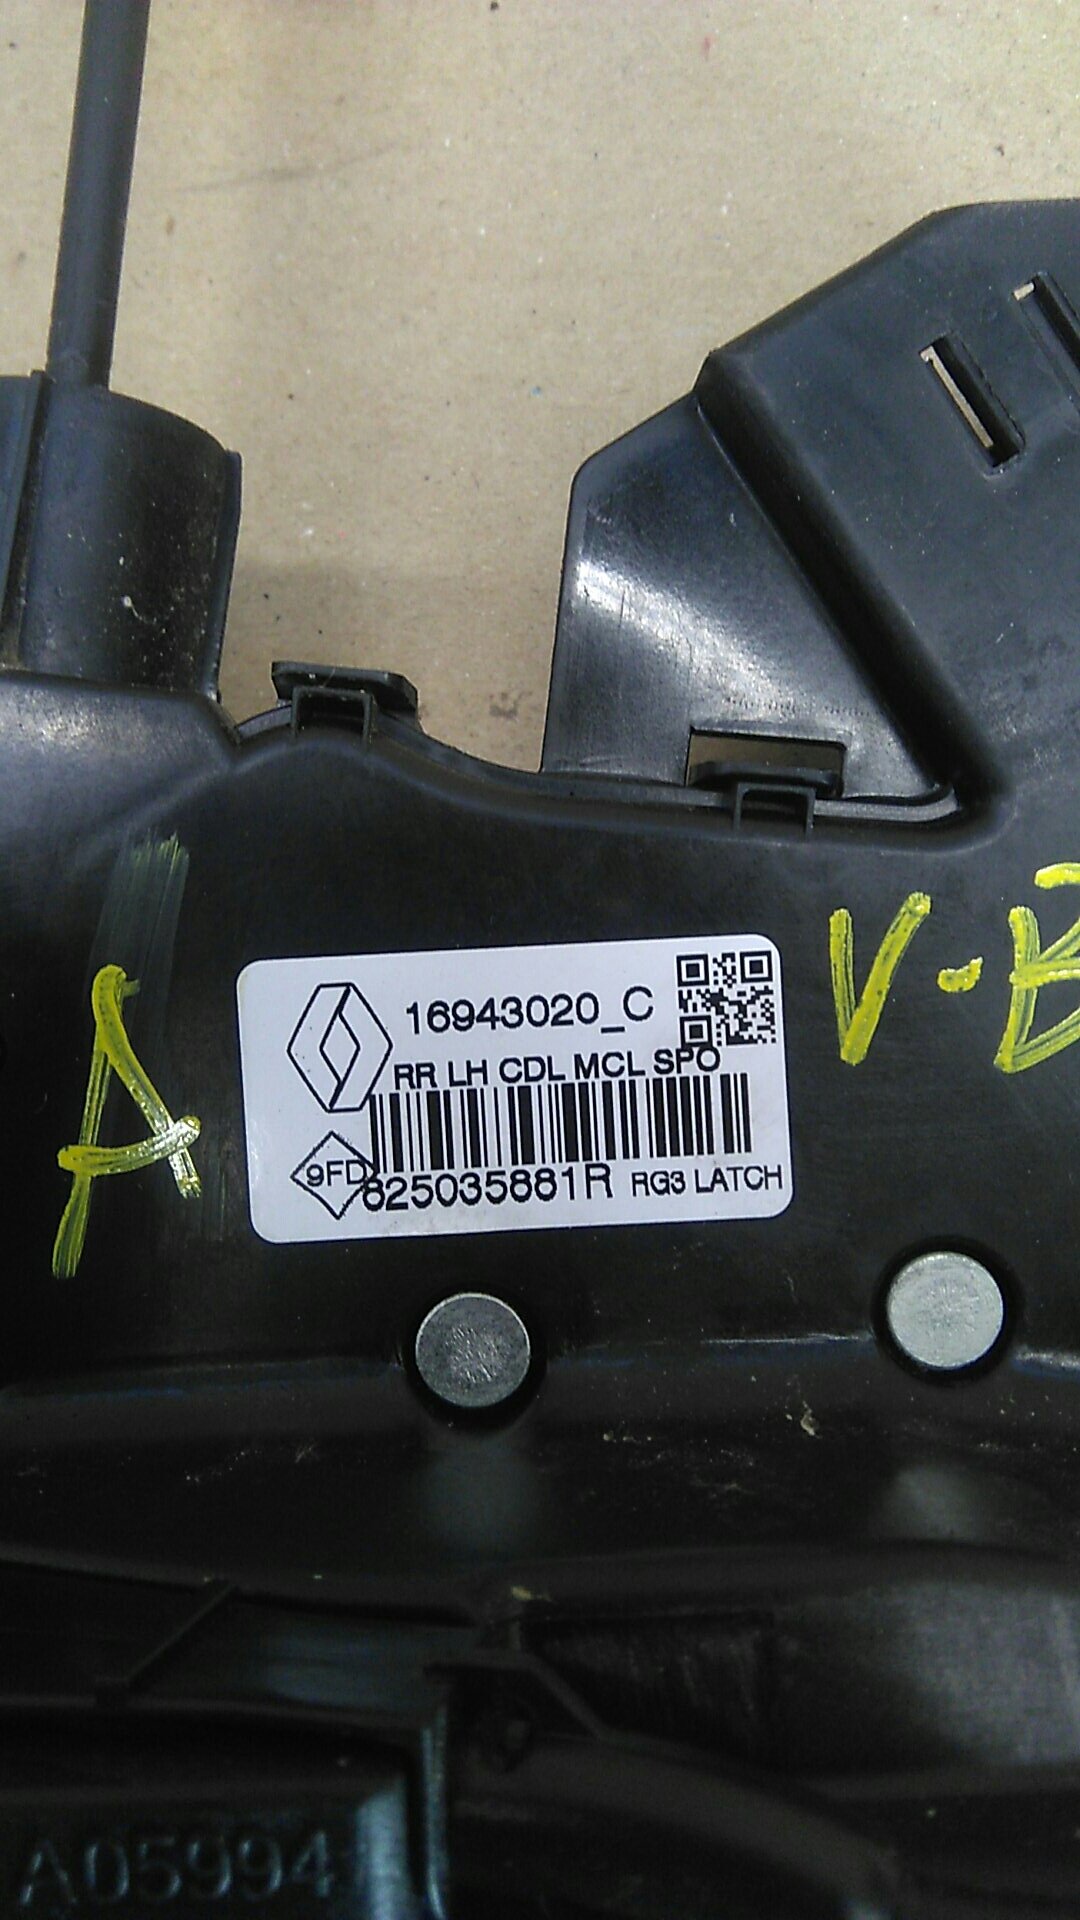 16943020_C
RR LH CDL MCL SPO
9FD
825035881R RG3 LATCH
A
V-B
A05994